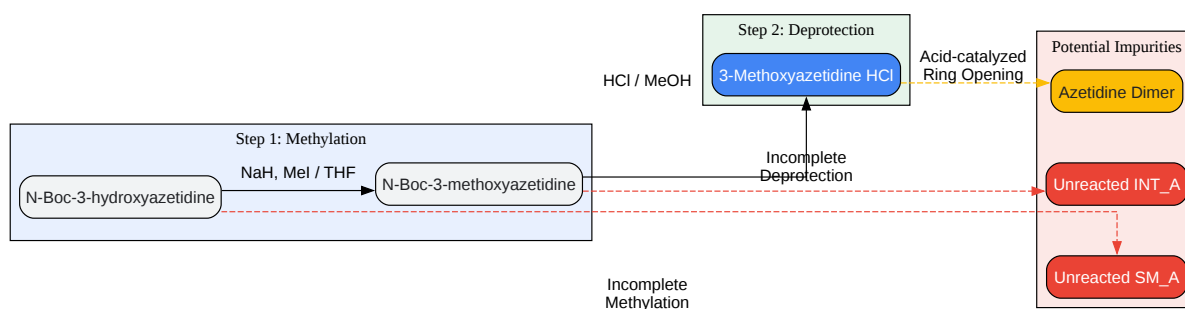 Step 2: Deprotection
Potential Impurities
HCl / MeOH
3-Methoxyazetidine HCl
Acid-catalyzed
Ring Opening
Azetidine Dimer
Step 1: Methylation
N-Boc-3-hydroxyazetidine
NaH, MeI / THF
N-Boc-3-methoxyazetidine
Incomplete
Deprotection
Unreacted INT_A
Unreacted SM_A
Incomplete
Methylation